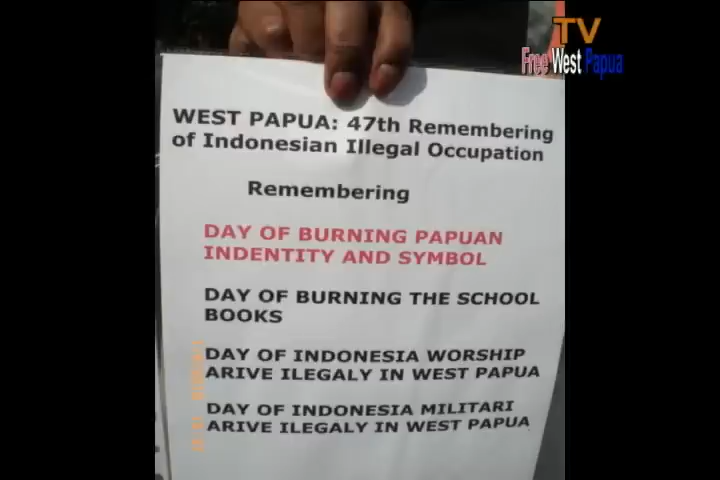 TV
Free West Papua
WEST PAPUA: 47th Remembering
of Indonesian Illegal Occupation
Remembering
DAY OF BURNING PAPUAN
INDENTITY AND SYMBOL
DAY OF BURNING THE SCHOOL
BOOKS
DAY OF INDONESIA WORSHIP
ARIVE ILEGALY IN WEST PAPUA
DAY OF INDONESIA MILITARI
ARIVE ILEGALY IN WEST PAPUA